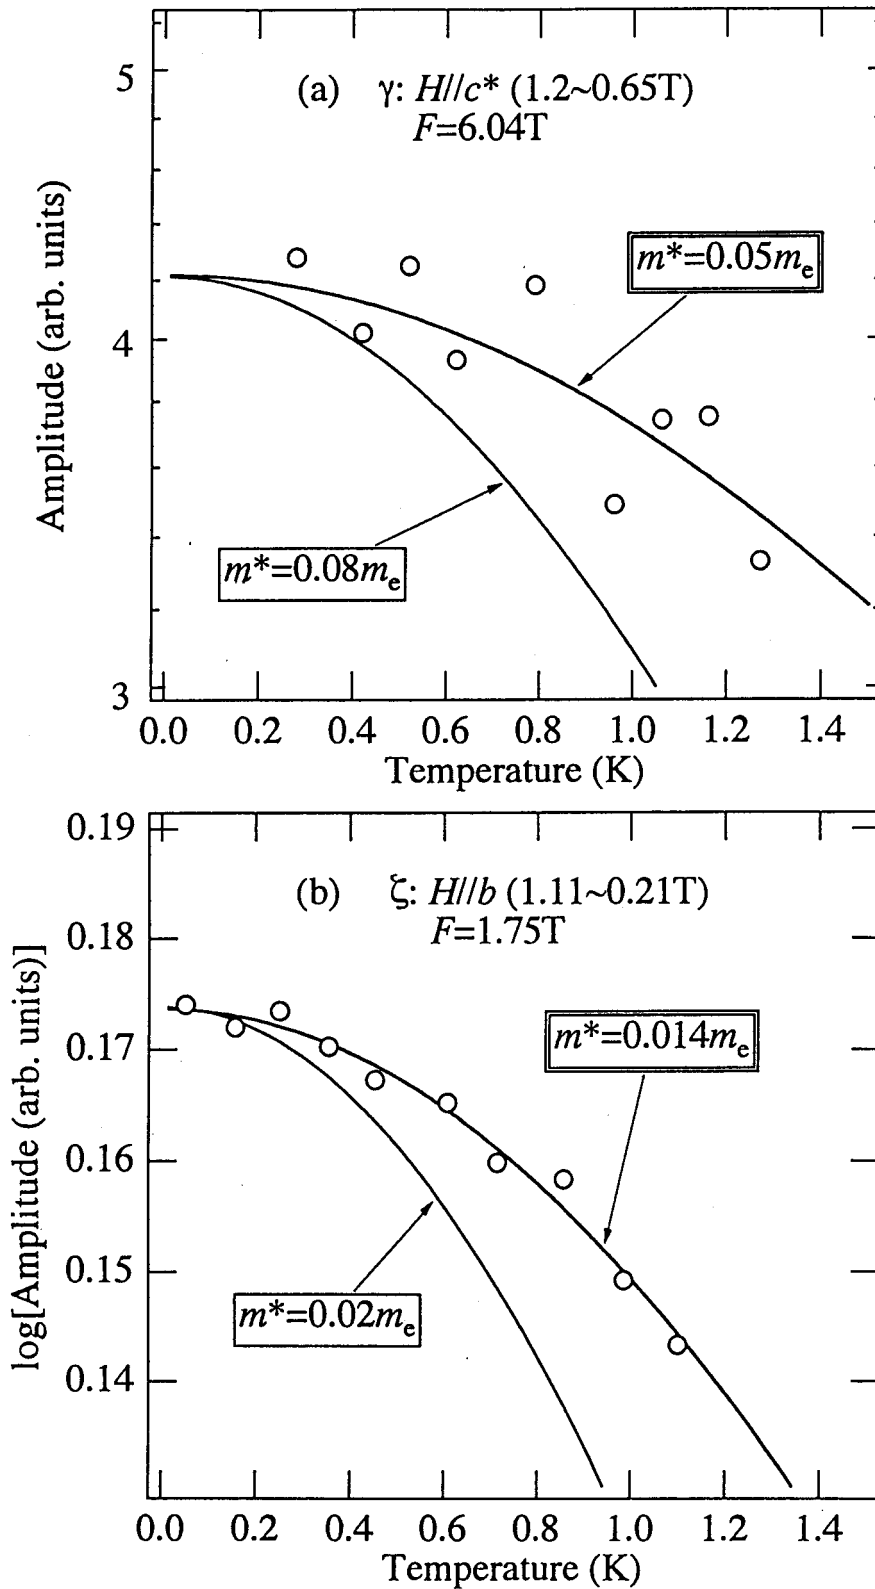 5
(a) γ: H//c* (1.2~0.65T)
F=6.04T
m*=0.05mₑ
Amplitude (arb. units)
4
m*=0.08mₑ
3
0.0 0.2 0.4 0.6 0.8 1.0 1.2 1.4
Temperature (K)
0.19
(b) ζ: H//b (1.11~0.21T)
F=1.75T
0.18
m*=0.014mₑ
0.17
log[Amplitude (arb. units)]
0.16
0.15
m*=0.02mₑ
0.14
0.0 0.2 0.4 0.6 0.8 1.0 1.2 1.4
Temperature (K)